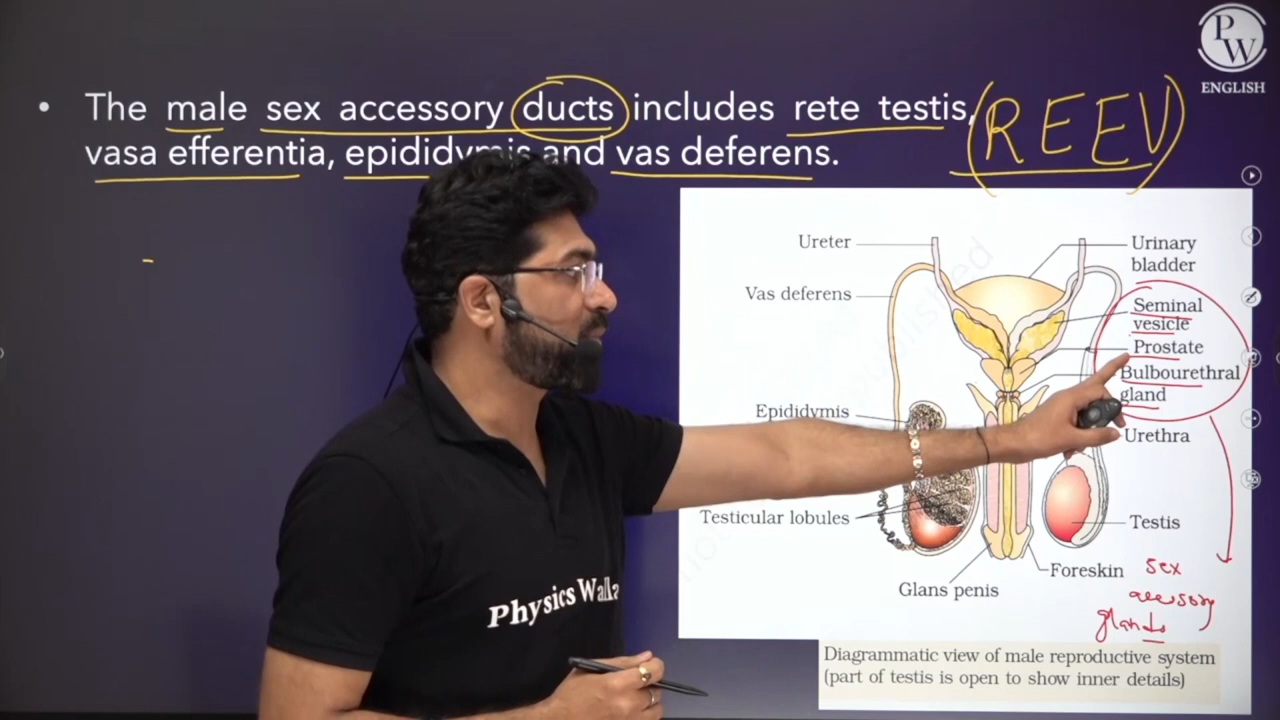 PW
ENGLISH
• The male sex accessory ducts includes rete testis,
vasa efferentia, epididymis and vas deferens.
(REEV)
Ureter
Urinary
bladder
Vas deferens
Seminal
vesicle
Prostate
Bulbourethral
gland
Epididymis
Urethra
Testicular lobules
Testis
Foreskin
Glans penis
sex
accessory
glands
Physics Walla
Diagrammatic view of male reproductive system
(part of testis is open to show inner details)